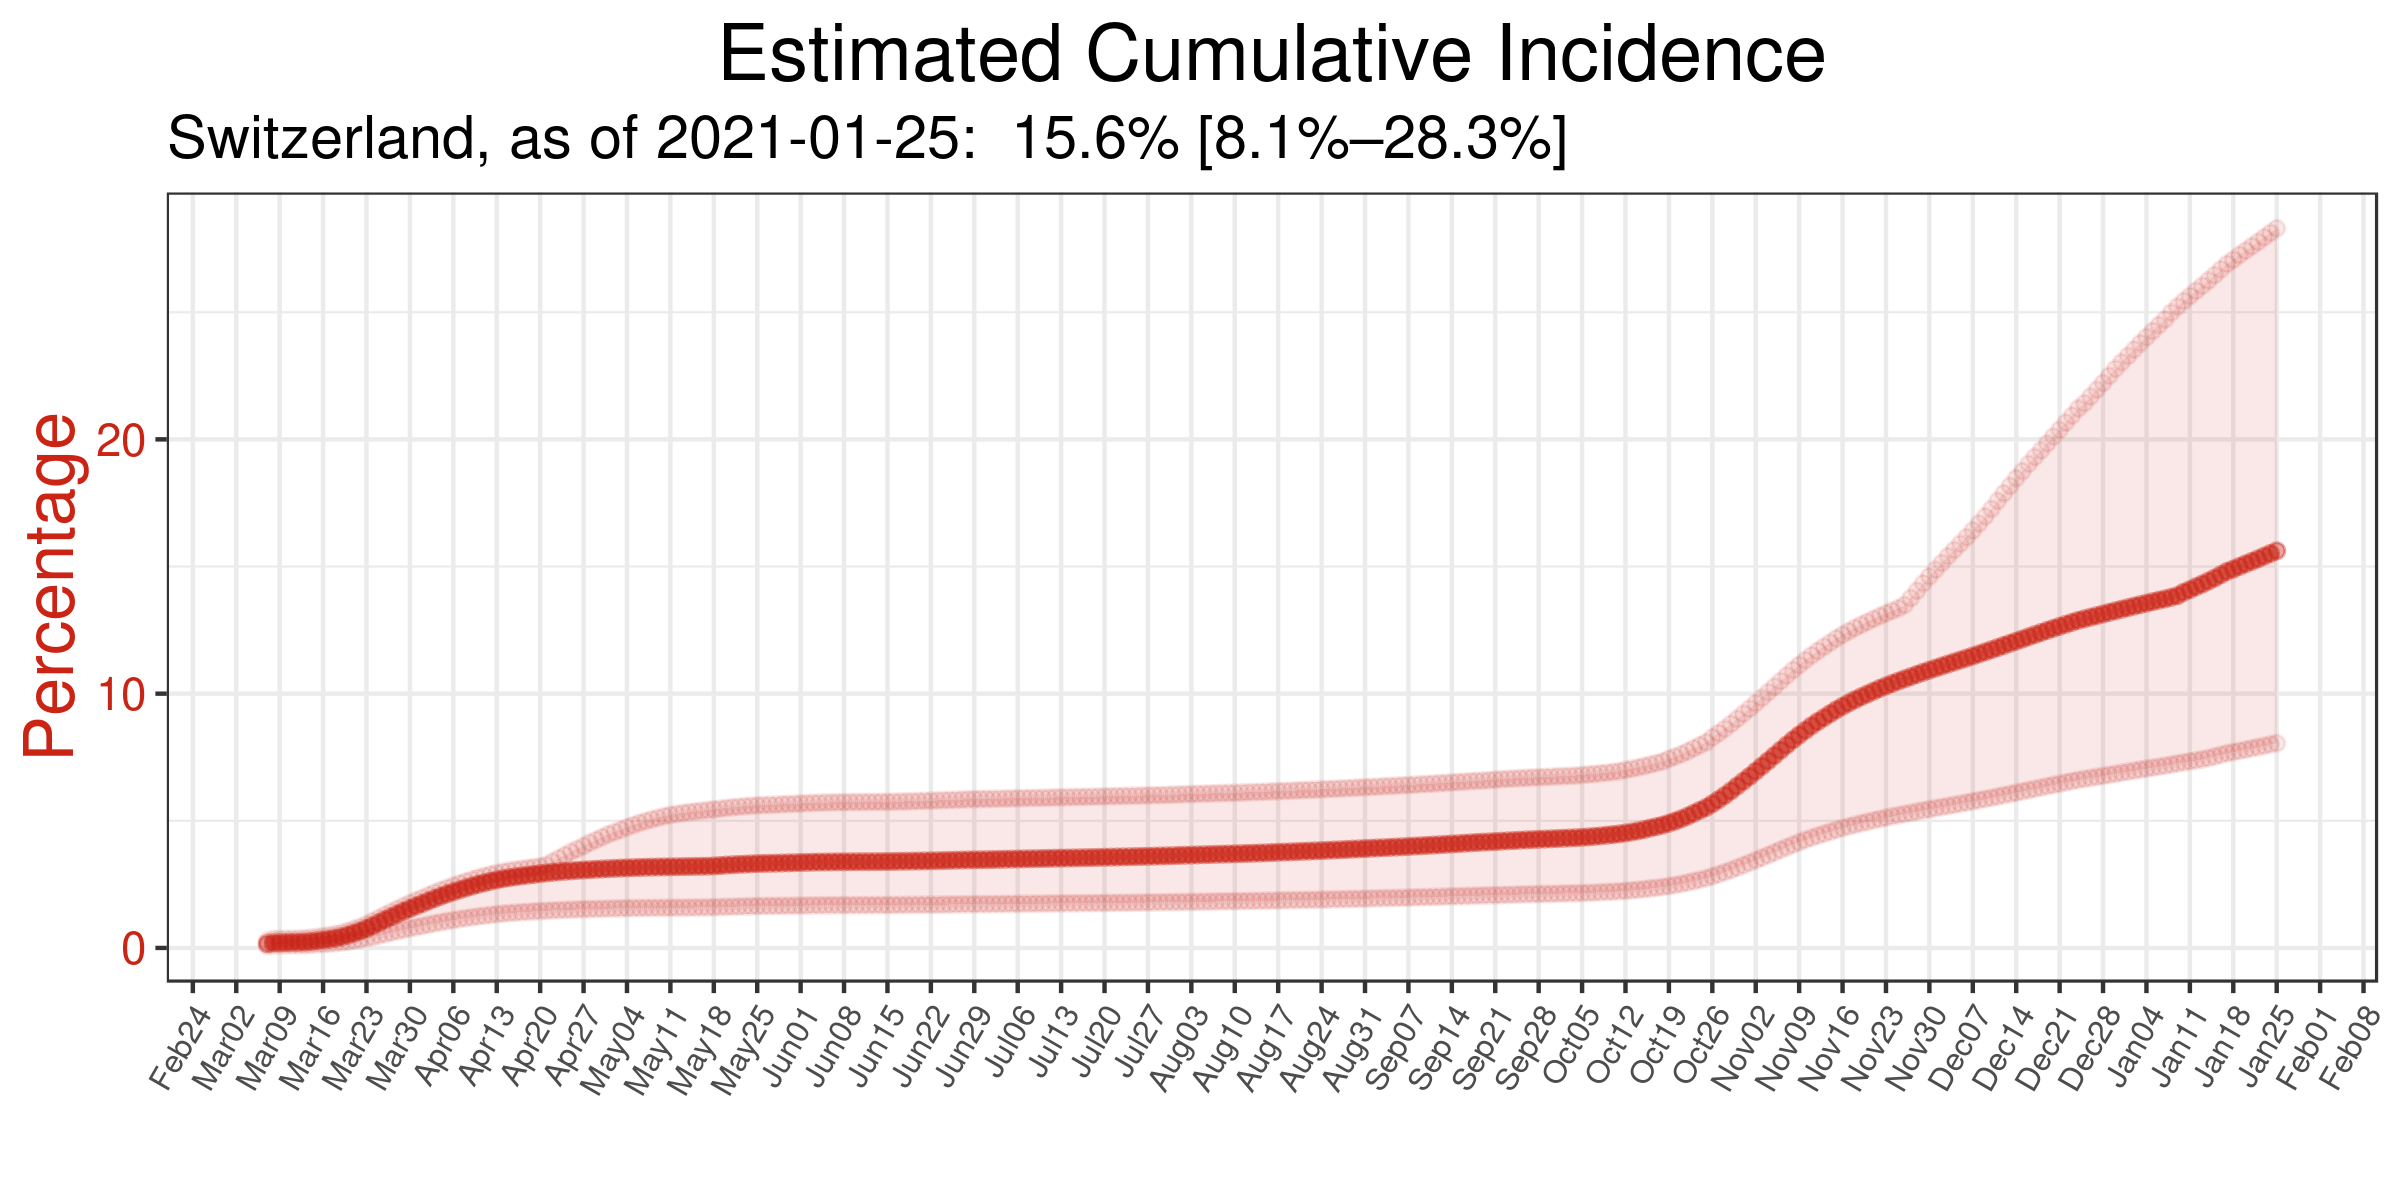 Estimated Cumulative Incidence
Switzerland, as of 2021-01-25:  15.6% [8.1%–28.3%]
Percentage
20
10
0
Feb24
Mar02
Mar09
Mar16
Mar23
Mar30
Apr06
Apr13
Apr20
Apr27
May04
May11
May18
May25
Jun01
Jun08
Jun15
Jun22
Jun29
Jul06
Jul13
Jul20
Jul27
Aug03
Aug10
Aug17
Aug24
Aug31
Sep07
Sep14
Sep21
Sep28
Oct05
Oct12
Oct19
Oct26
Nov02
Nov09
Nov16
Nov23
Nov30
Dec07
Dec14
Dec21
Dec28
Jan04
Jan11
Jan18
Jan25
Feb01
Feb08